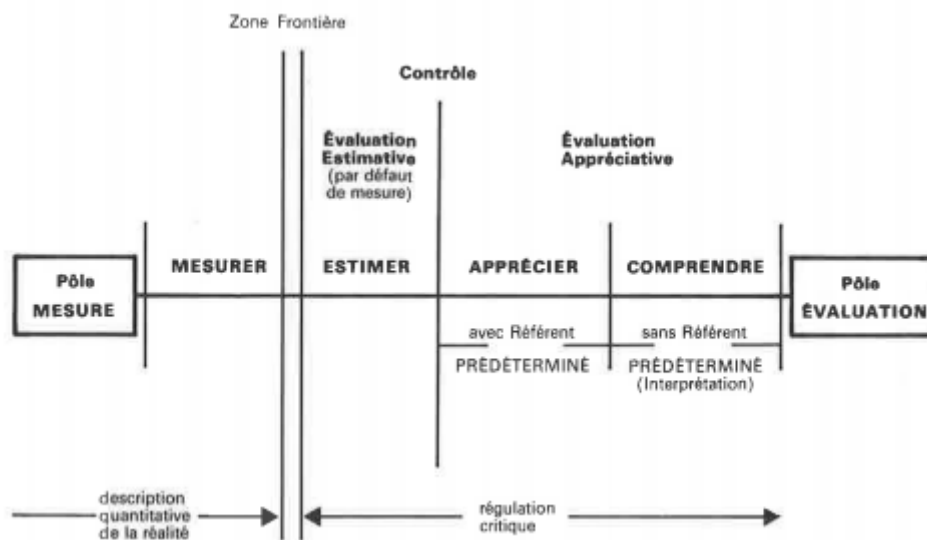 Zone Frontière
Contrôle
Évaluation
Estimative
(par défaut
de mesure)
Évaluation
Appréciative
Pôle
MESURE
MESURER
ESTIMER
APPRÉCIER
COMPRENDRE
Pôle
ÉVALUATION
avec Référent
PRÉDÉTERMINÉ
sans Référent
PRÉDÉTERMINÉ
(Interprétation)
description
quantitative
de la réalité
régulation
critique